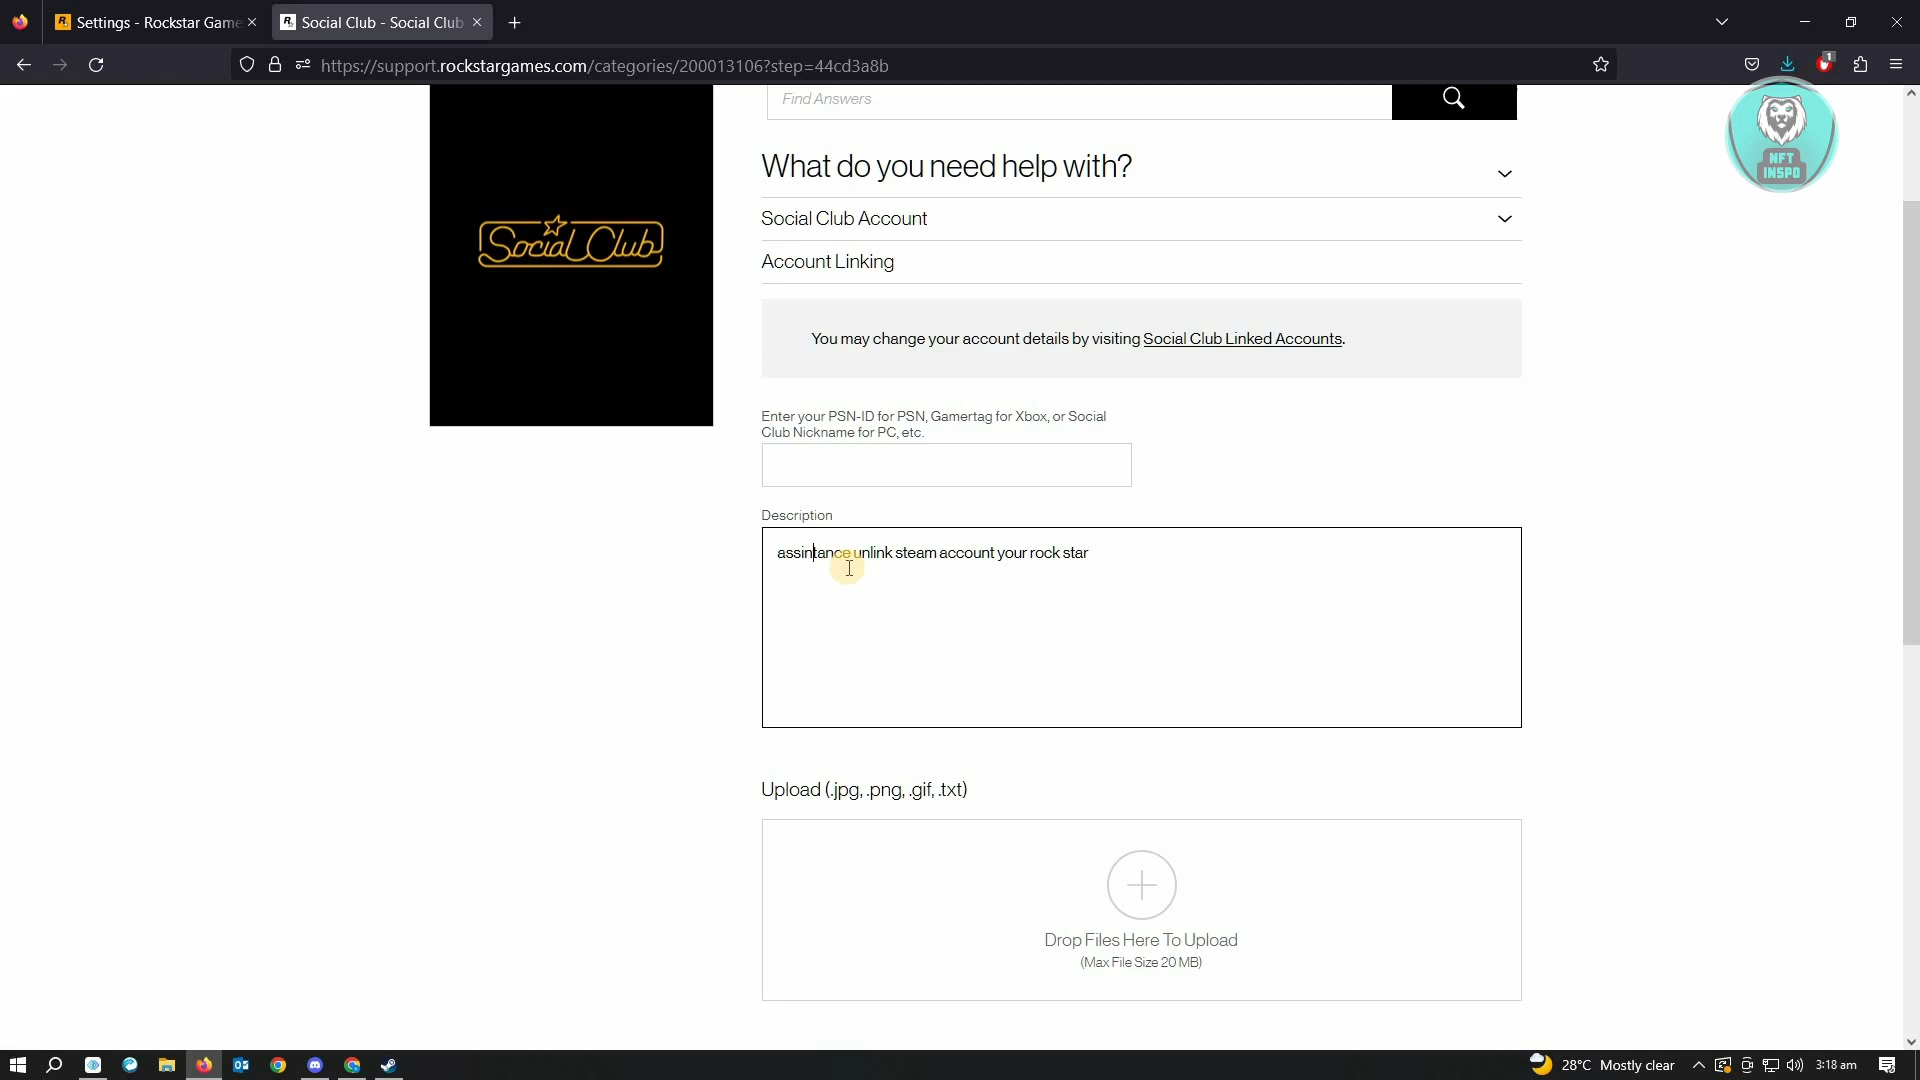 Settings - Rockstar Game
Social Club - Social Club
https://support.rockstargames.com/categories/200013106?step=44cd3a8b
1
NFT
INSPO
Find Answers
What do you need help with?
Social Club
Social Club Account
Account Linking
You may change your account details by visiting Social Club Linked Accounts.
Enter your PSN-ID for PSN, Gamertag for Xbox, or Social
Club Nickname for PC, etc.
Description
assintance unlink steam account your rock star
Upload (.jpg, .png, .gif, .txt)
Drop Files Here To Upload
(Max File Size 20 MB)
28°C Mostly clear
3:18 am